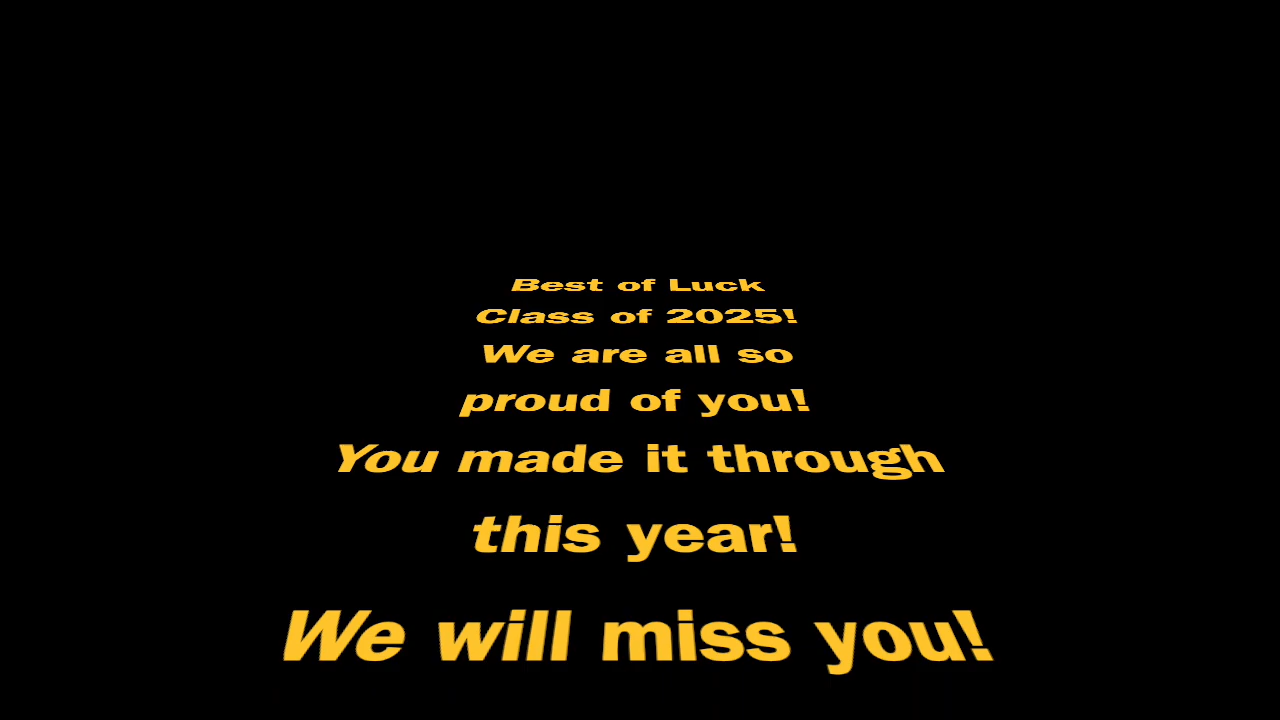 Best of Luck
Class of 2025!
We are all so
proud of you!
You made it through
this year!
We will miss you!